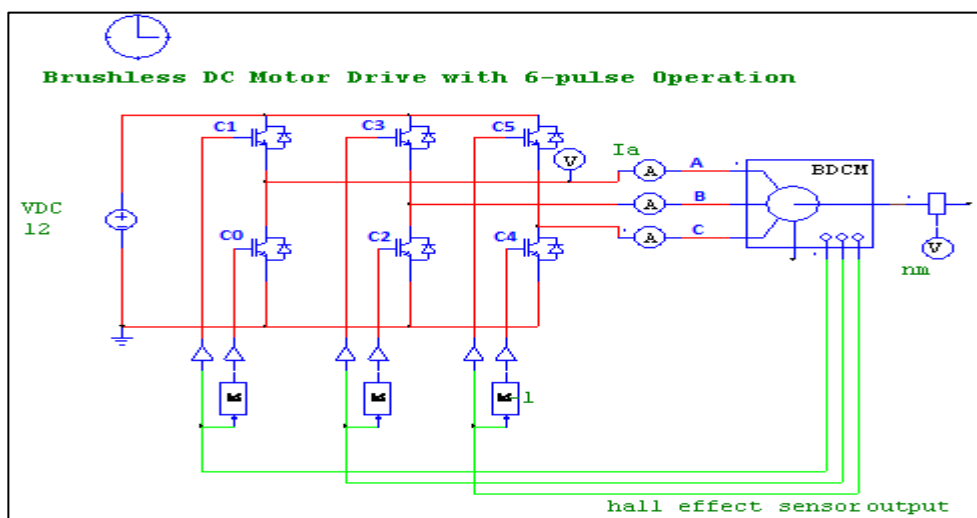 Brushless DC Motor Drive with 6-pulse Operation
C1
C3
C5
V
Ia
A
A
BDCM
VDC
12
A
B
C0
C2
C4
A
C
V
nm
-1
hall effect sensor output